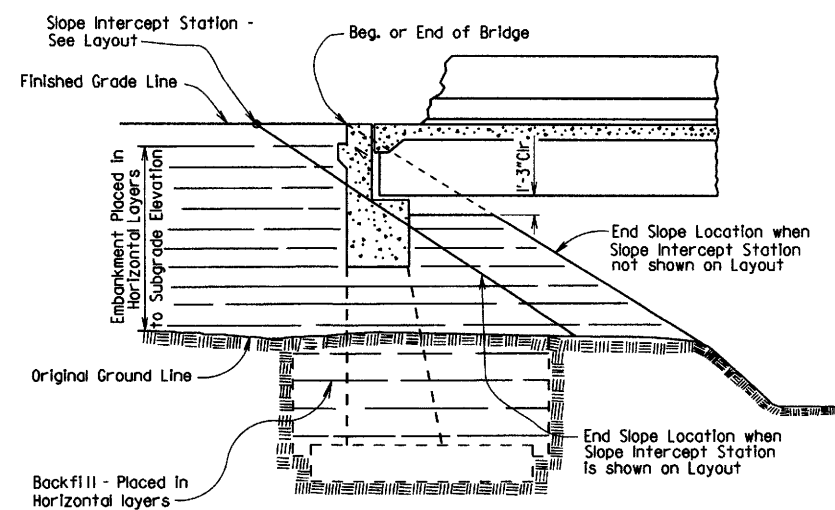 Slope Intercept Station -
See Layout
Beg. or End of Bridge
Finished Grade Line
Embankment Placed in
Horizontal Layers
to Subgrade Elevation
1'-3"Clr.
End Slope Location when
Slope Intercept Station
not shown on Layout
Original Ground Line
End Slope Location when
Slope Intercept Station
is shown on Layout
Backfill - Placed in
Horizontal layers